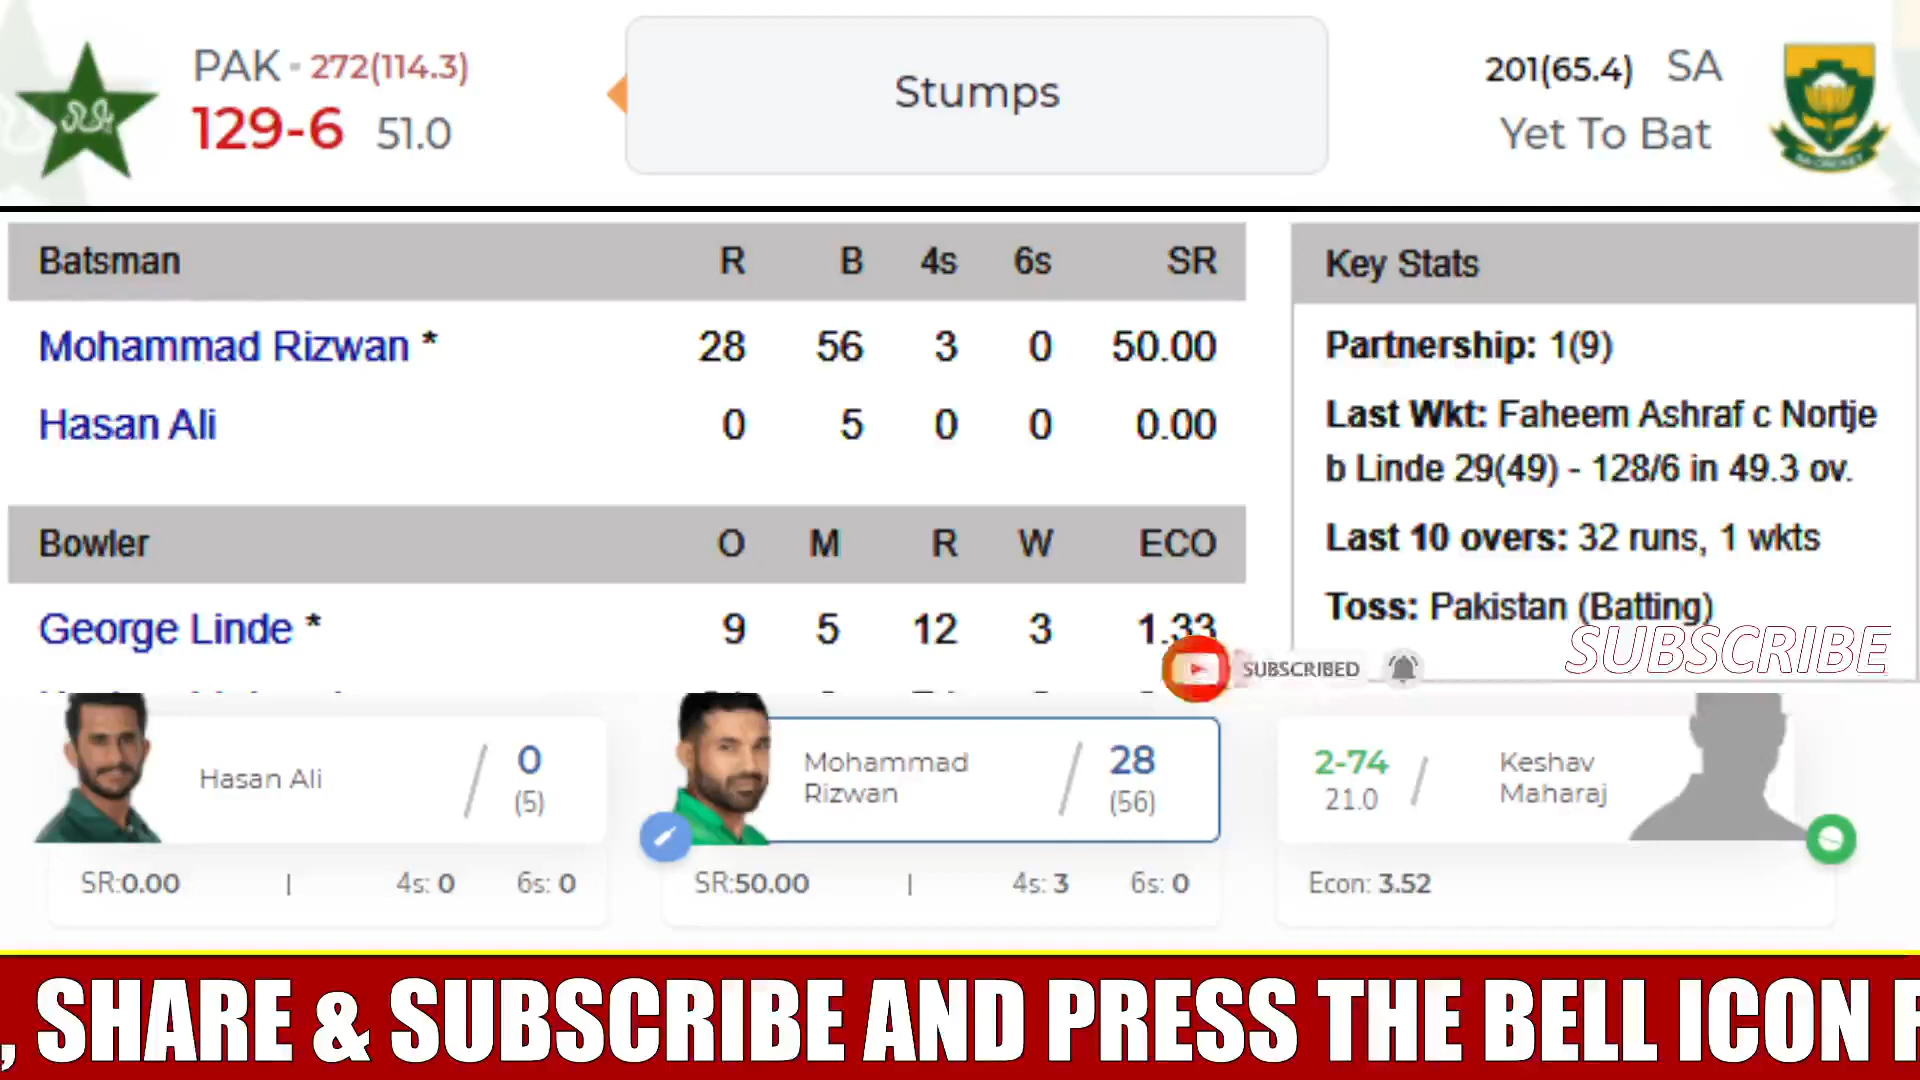 PAK - 272(114.3)
129-6 51.0
Stumps
201(65.4) SA
Yet To Bat
Batsman R B 4s 6s SR
Mohammad Rizwan * 28 56 3 0 50.00
Hasan Ali 0 5 0 0 0.00
Bowler O M R W ECO
George Linde * 9 5 12 3 1.33
Key Stats
Partnership: 1(9)
Last Wkt: Faheem Ashraf c Nortje
b Linde 29(49) - 128/6 in 49.3 ov.
Last 10 overs: 32 runs, 1 wkts
Toss: Pakistan (Batting)
SUBSCRIBE
SUBSCRIBED
Hasan Ali / 0
(5)
SR:0.00 | 4s: 0 6s: 0
Mohammad
Rizwan / 28
(56)
SR:50.00 | 4s: 3 6s: 0
2-74 / Keshav
21.0 Maharaj
Econ: 3.52
, SHARE & SUBSCRIBE AND PRESS THE BELL ICON F